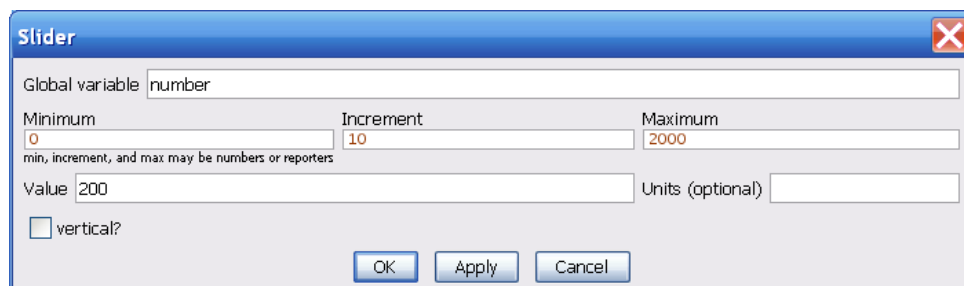 Slider
Global variable number
Minimum Increment Maximum
0 10 2000
min, increment, and max may be numbers or reporters
Value 200 Units (optional)
vertical?
OK Apply Cancel